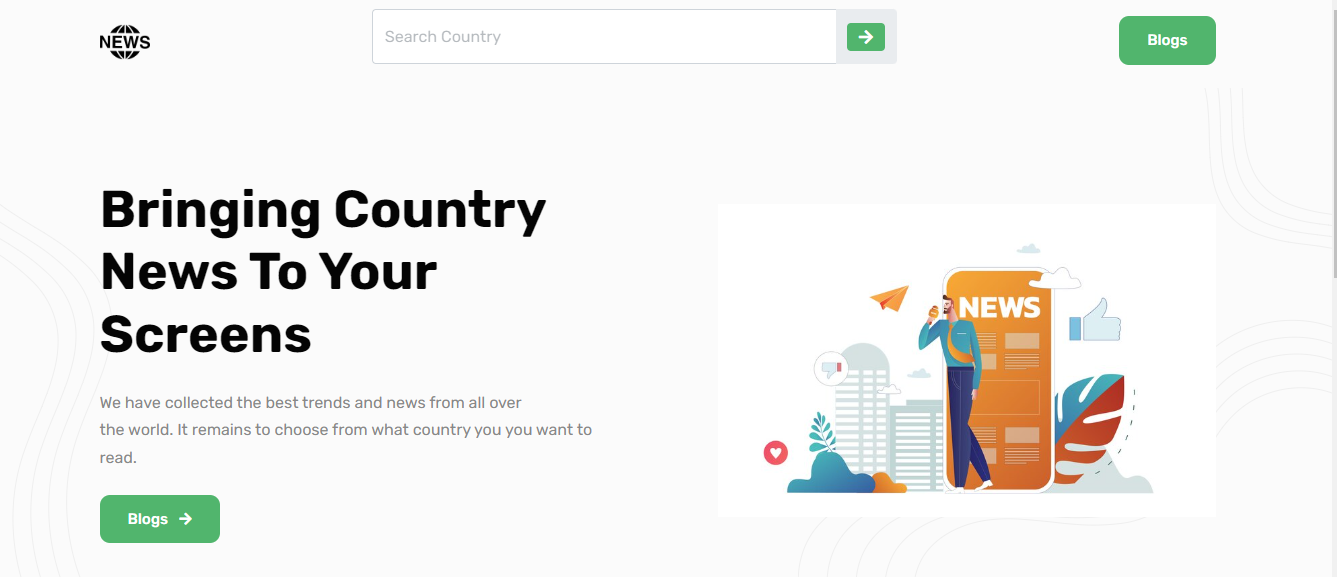 NEWS
Search Country
Blogs
Bringing Country
News To Your
Screens
We have collected the best trends and news from all over
the world. It remains to choose from what country you you want to
read.
Blogs
NEWS